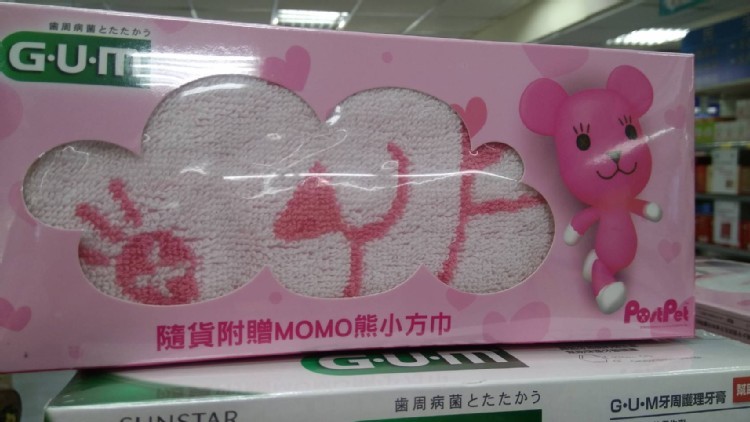 歯周病菌とたたかう
G·U·M
隨貨附贈MOMO熊小方巾
PostPet
G·U·M
歯周病菌とたたかう
SUNSTAR
G·U·M牙周護理牙膏